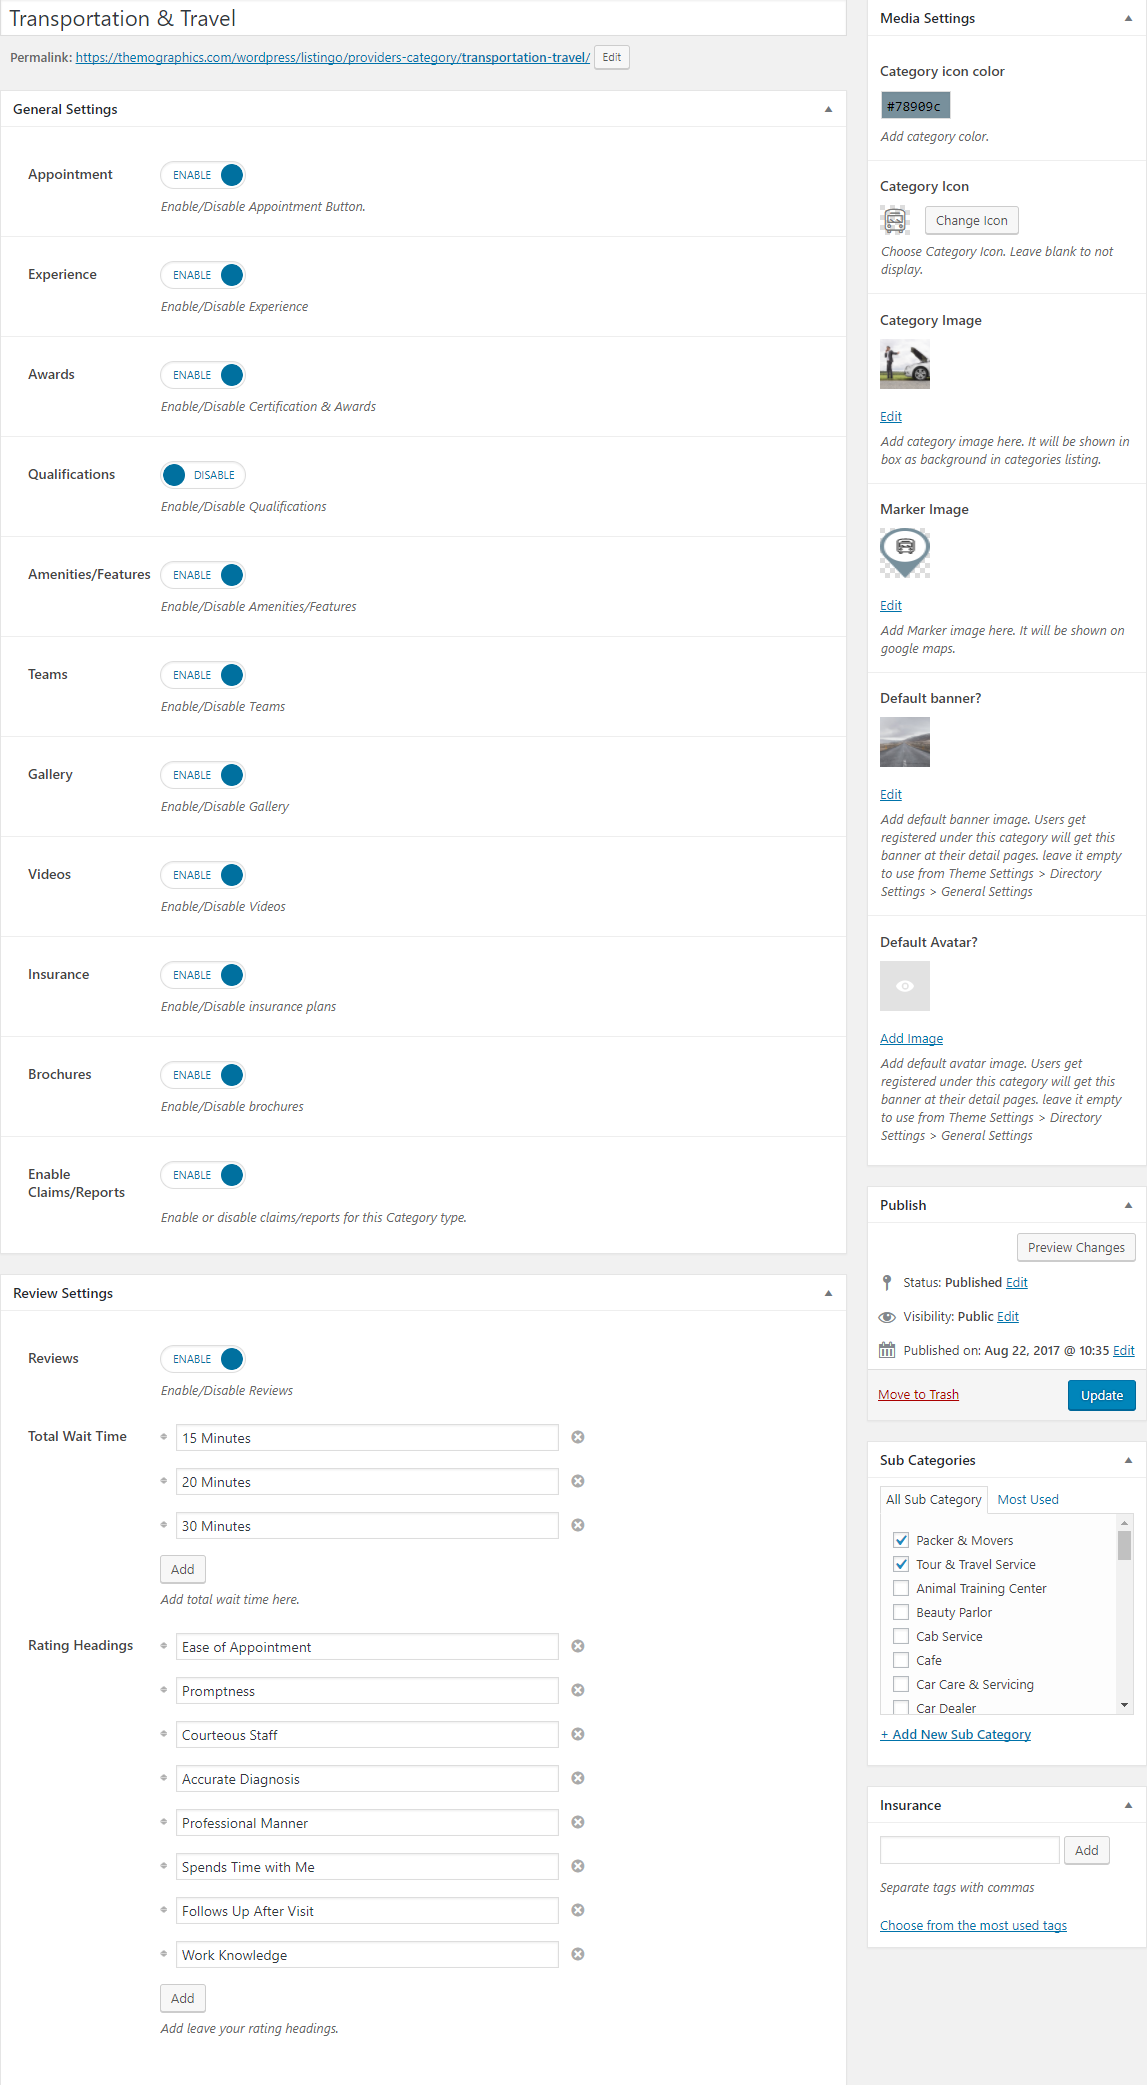 Transportation & Travel
Permalink: https://themographics.com/wordpress/listingo/providers-category/transportation-travel/ Edit
General Settings
Appointment
ENABLE
Enable/Disable Appointment Button.
Experience
ENABLE
Enable/Disable Experience
Awards
ENABLE
Enable/Disable Certification & Awards
Qualifications
DISABLE
Enable/Disable Qualifications
Amenities/Features
ENABLE
Enable/Disable Amenities/Features
Teams
ENABLE
Enable/Disable Teams
Gallery
ENABLE
Enable/Disable Gallery
Videos
ENABLE
Enable/Disable Videos
Insurance
ENABLE
Enable/Disable insurance plans
Brochures
ENABLE
Enable/Disable brochures
Enable
Claims/Reports
ENABLE
Enable or disable claims/reports for this Category type.
Review Settings
Reviews
ENABLE
Enable/Disable Reviews
Total Wait Time
15 Minutes
20 Minutes
30 Minutes
Add
Add total wait time here.
Rating Headings
Ease of Appointment
Promptness
Courteous Staff
Accurate Diagnosis
Professional Manner
Spends Time with Me
Follows Up After Visit
Work Knowledge
Add
Add leave your rating headings.
Media Settings
Category icon color
#78909c
Add category color.
Category Icon
Change Icon
Choose Category Icon. Leave blank to not
display.
Category Image
Edit
Add category image here. It will be shown in
box as background in categories listing.
Marker Image
Edit
Add Marker image here. It will be shown on
google maps.
Default banner?
Edit
Add default banner image. Users get
registered under this category will get this
banner at their detail pages. leave it empty
to use from Theme Settings > Directory
Settings > General Settings
Default Avatar?
Add Image
Add default avatar image. Users get
registered under this category will get this
banner at their detail pages. leave it empty
to use from Theme Settings > Directory
Settings > General Settings
Publish
Preview Changes
Status: Published Edit
Visibility: Public Edit
Published on: Aug 22, 2017 @ 10:35 Edit
Move to Trash
Update
Sub Categories
All Sub Category
Most Used
Packer & Movers
Tour & Travel Service
Animal Training Center
Beauty Parlor
Cab Service
Cafe
Car Care & Servicing
Car Dealer
+ Add New Sub Category
Insurance
Add
Separate tags with commas
Choose from the most used tags